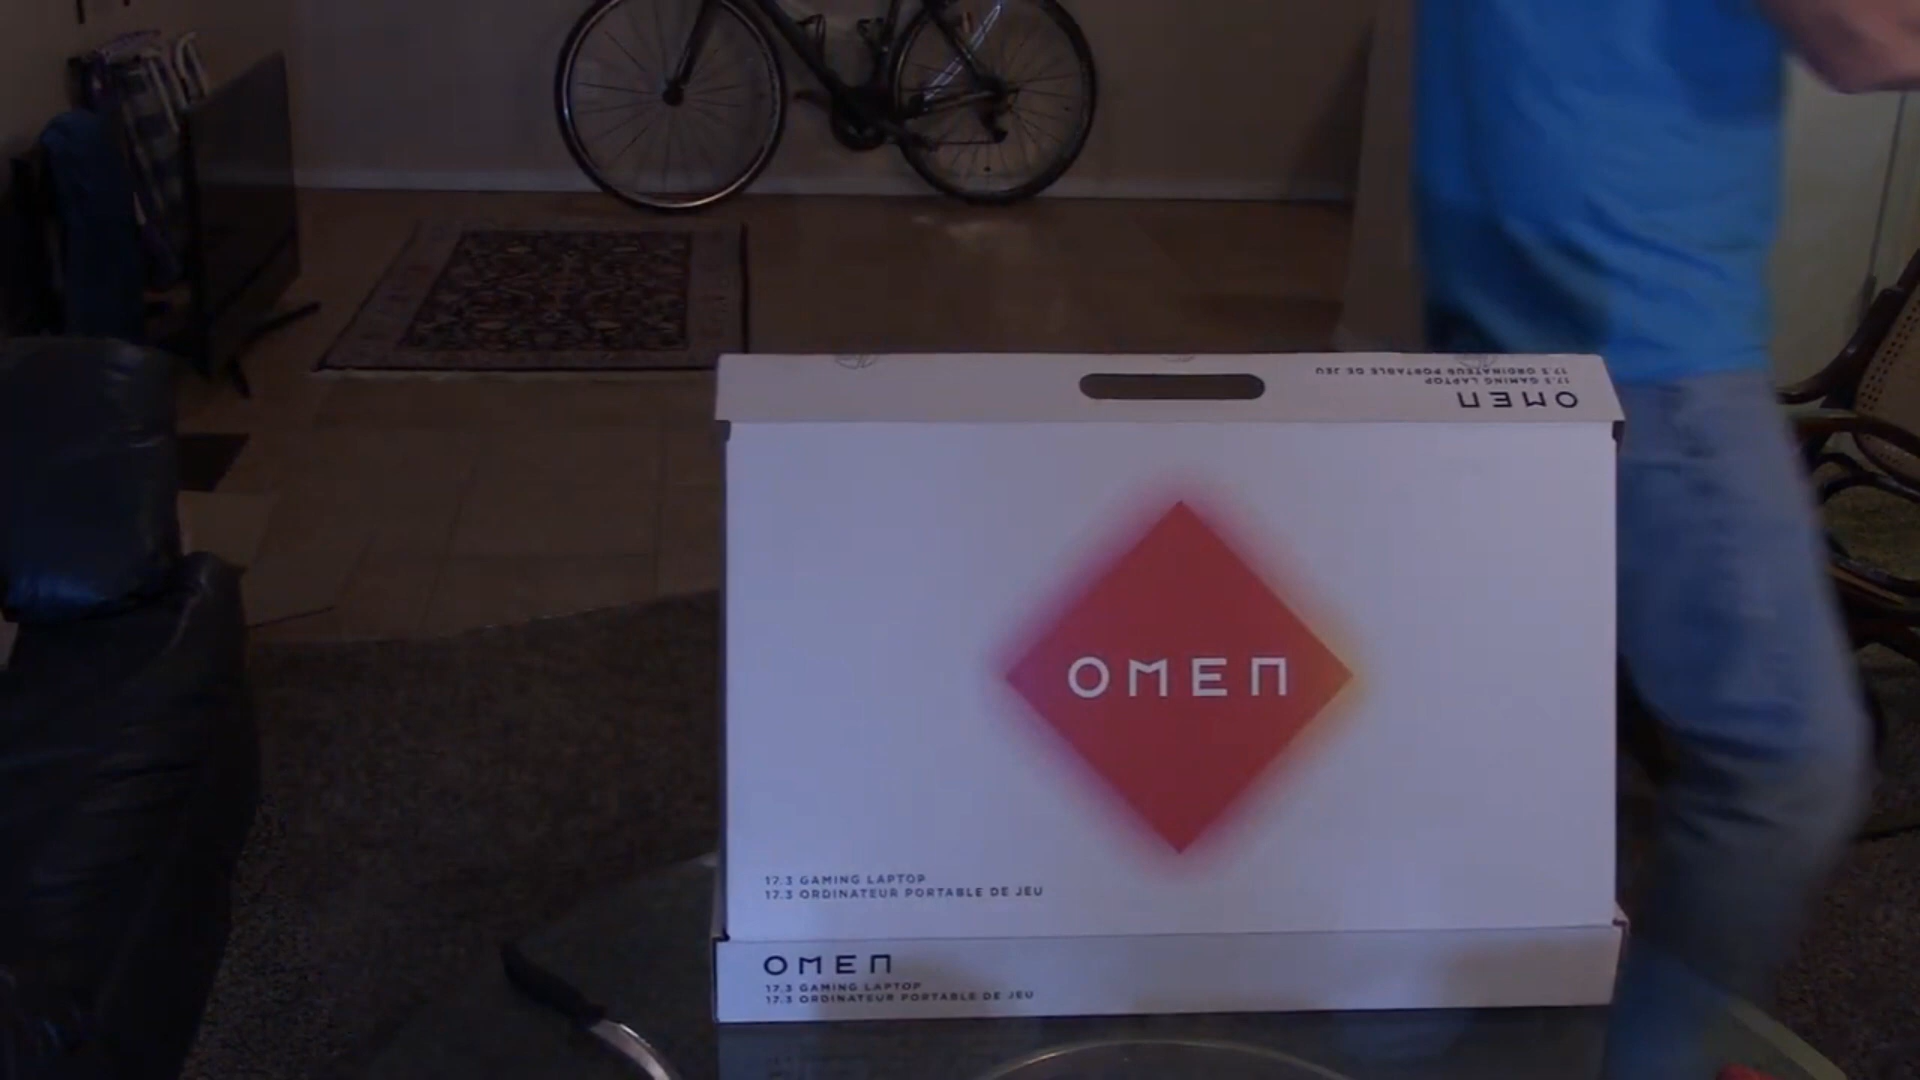 17.3 ORDINATEUR PORTABLE DE JEU
17.3 GAMING LAPTOP
OMEN
OMEN
17.3 GAMING LAPTOP
17.3 ORDINATEUR PORTABLE DE JEU
OMEN
17.3 GAMING LAPTOP
17.3 ORDINATEUR PORTABLE DE JEU